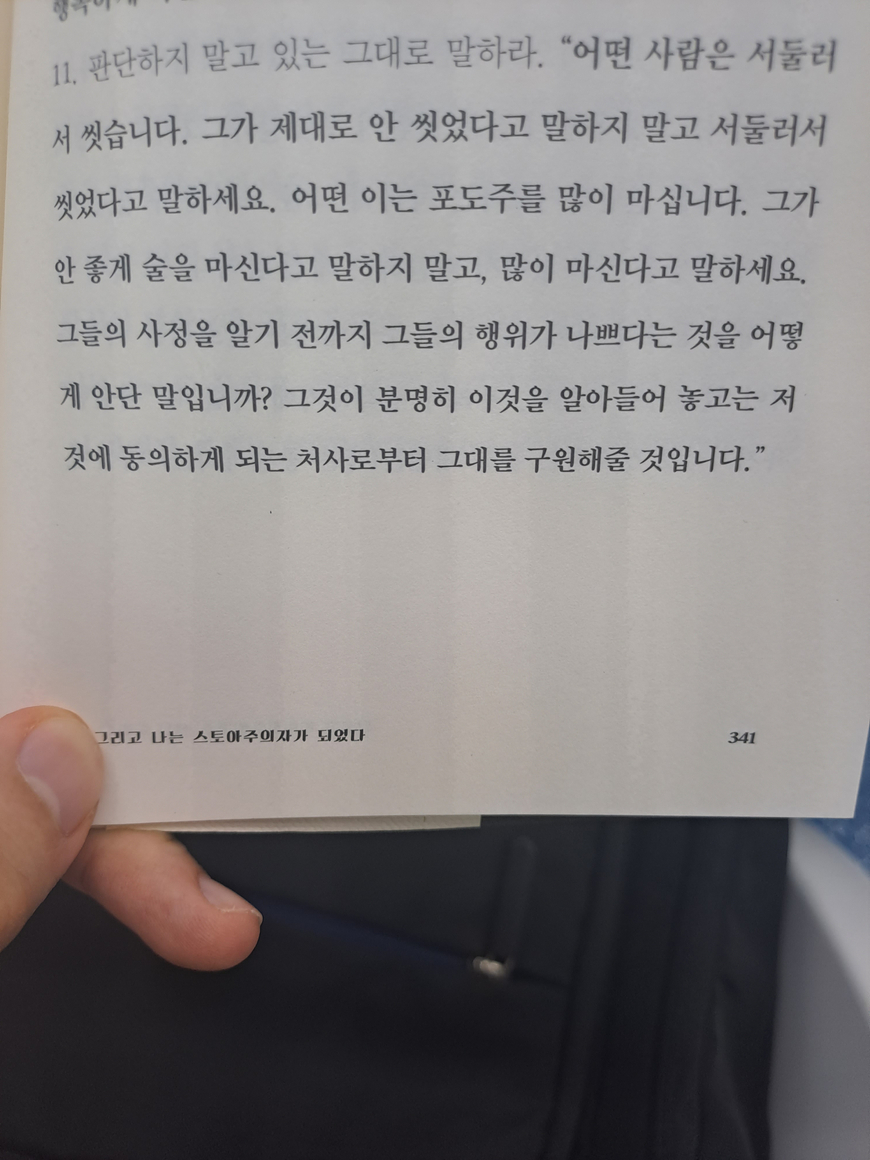 행복하게
11. 판단하지 말고 있는 그대로 말하라. “어떤 사람은 서둘러
서 씻습니다. 그가 제대로 안 씻었다고 말하지 말고 서둘러서
씻었다고 말하세요. 어떤 이는 포도주를 많이 마십니다. 그가
안 좋게 술을 마신다고 말하지 말고, 많이 마신다고 말하세요.
그들의 사정을 알기 전까지 그들의 행위가 나쁘다는 것을 어떻
게 안단 말입니까? 그것이 분명히 이것을 알아들어 놓고는 저
것에 동의하게 되는 처사로부터 그대를 구원해줄 것입니다.”
그리고 나는 스토아주의자가 되었다
341